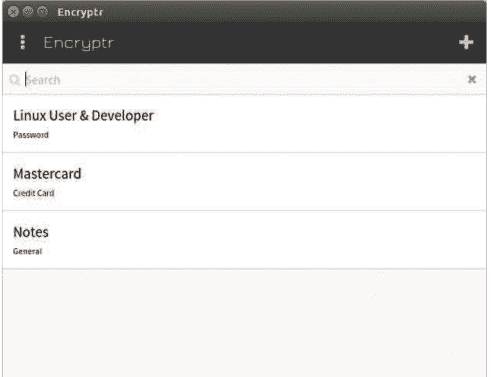 Encryptr
Encryptr
Search
Linux User & Developer
Password
Mastercard
Credit Card
Notes
General